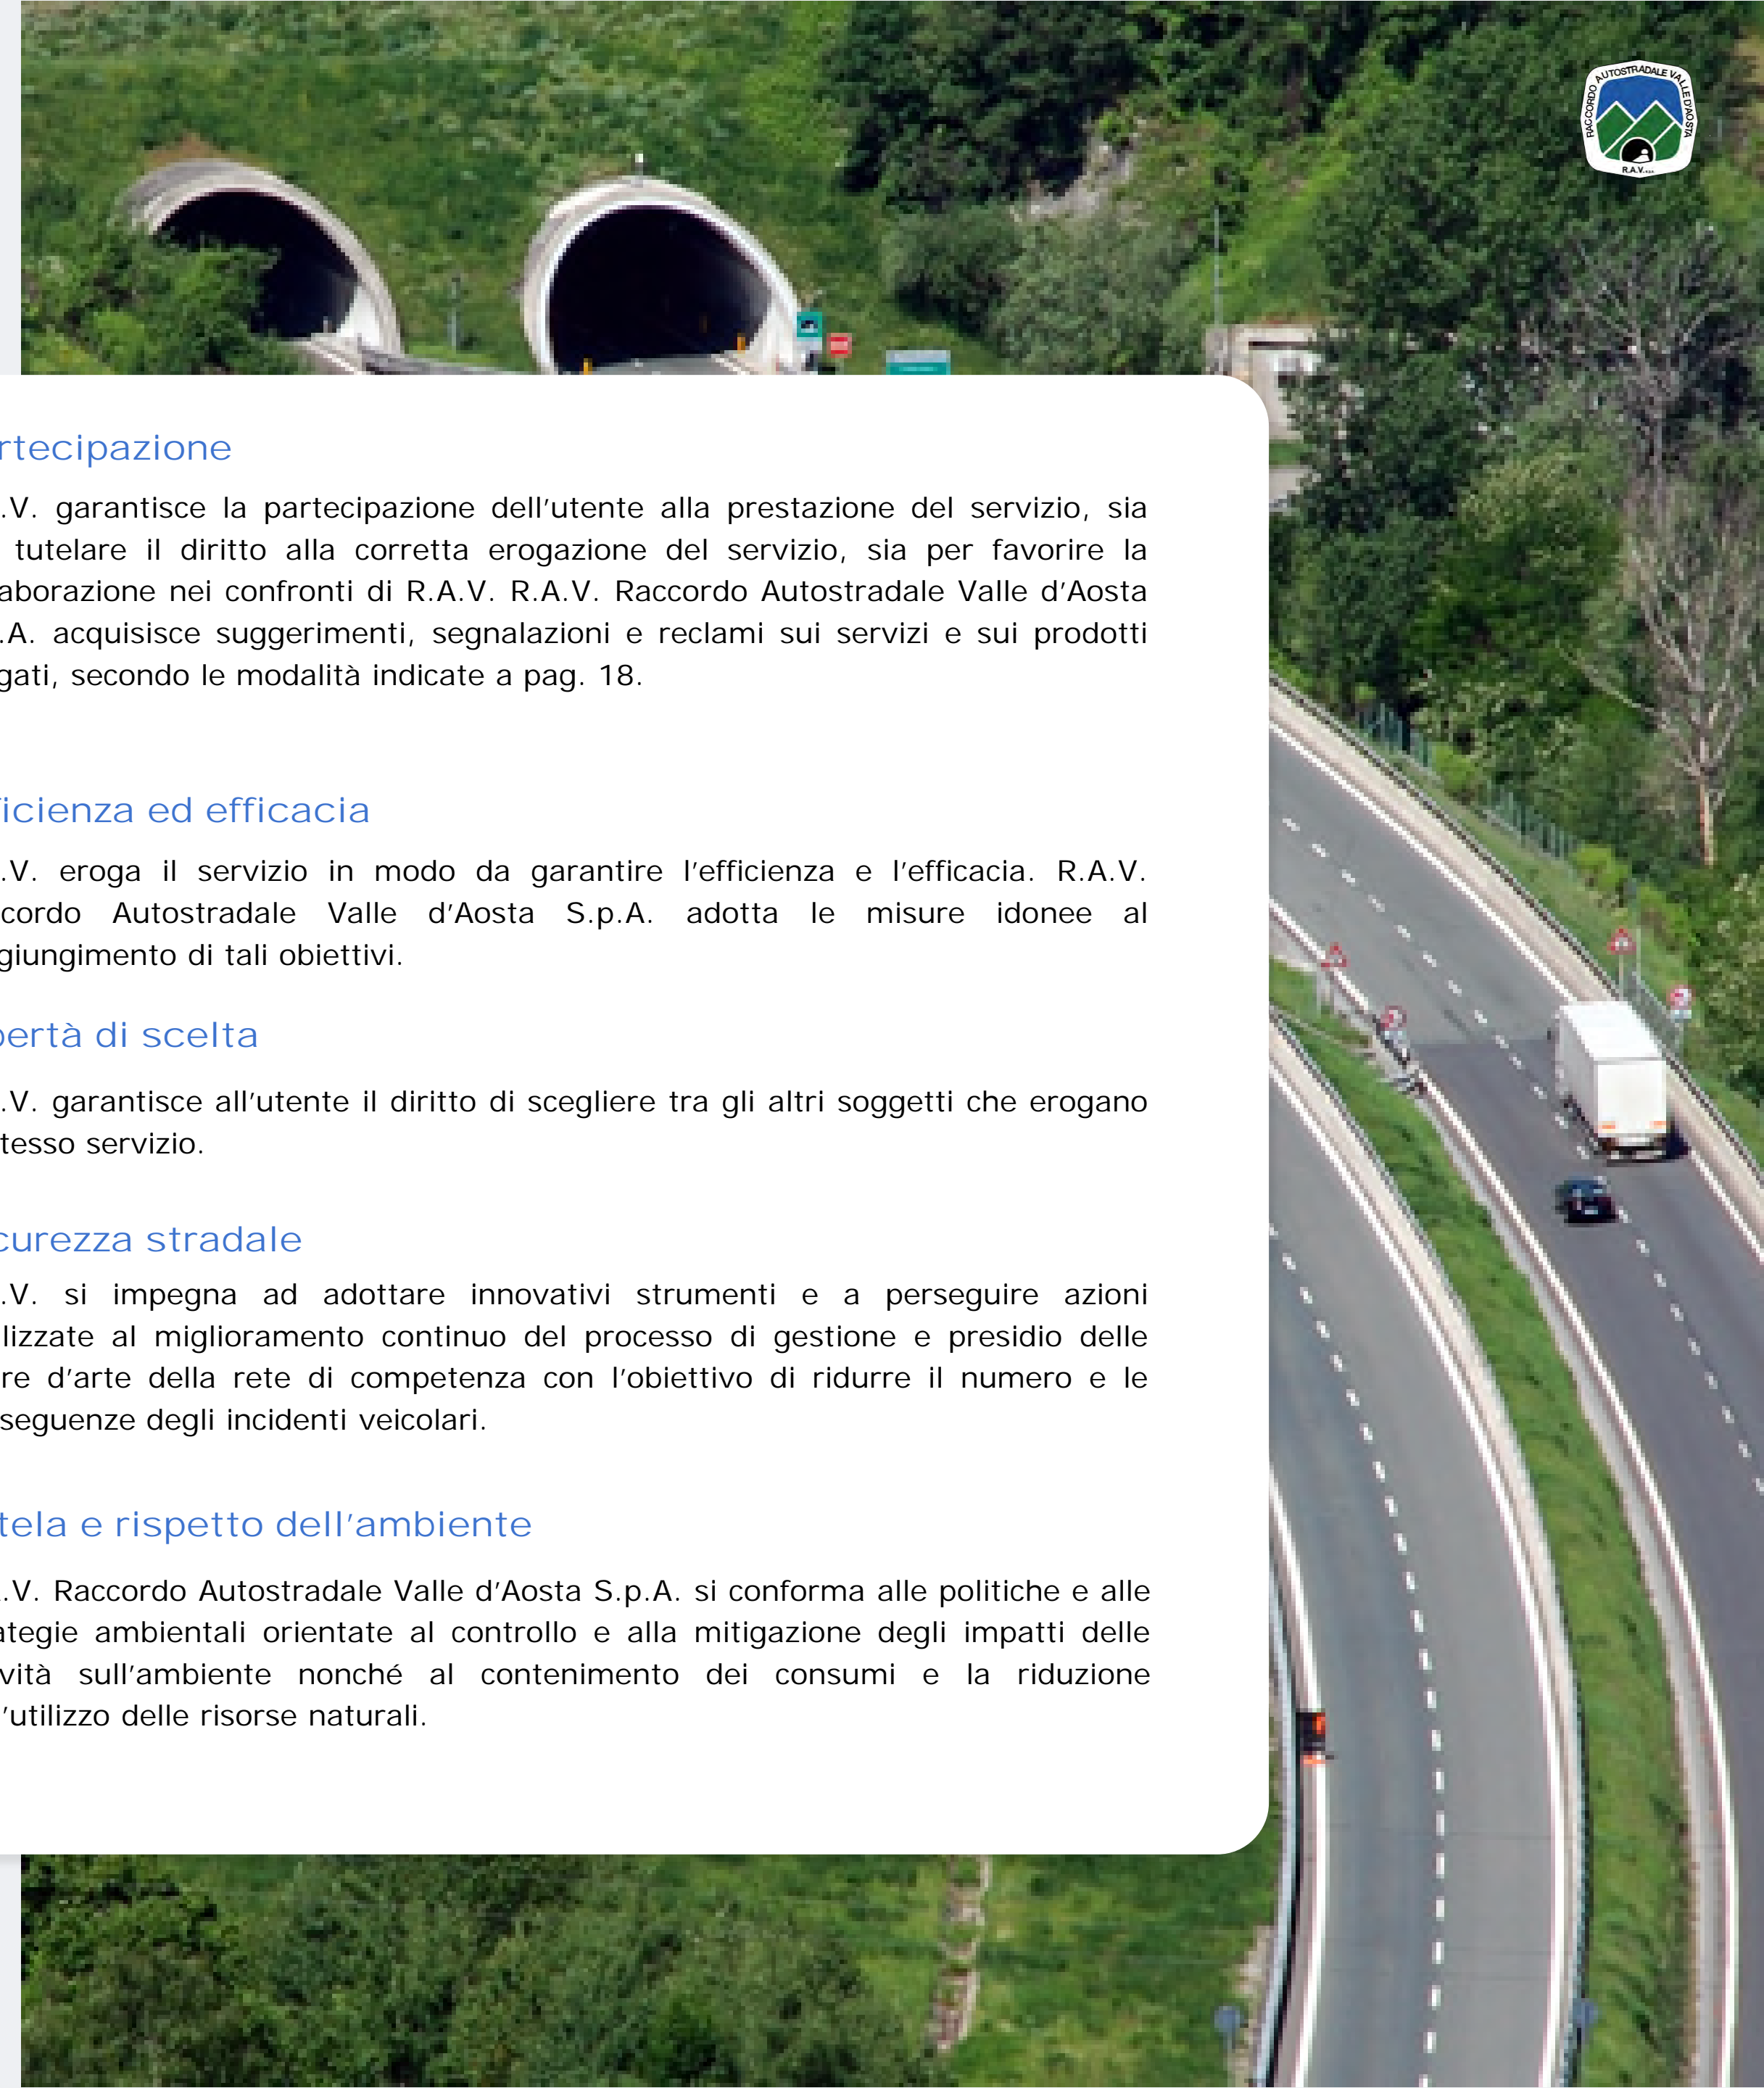 RACCORDO AUTOSTRADALE VALLE D'AOSTA
R.A.V. S.p.A.
rtecipazione
.V. garantisce la partecipazione dell'utente alla prestazione del servizio, sia
tutelare il diritto alla corretta erogazione del servizio, sia per favorire la
aborazione nei confronti di R.A.V. R.A.V. Raccordo Autostradale Valle d'Aosta
.A. acquisisce suggerimenti, segnalazioni e reclami sui servizi e sui prodotti
gati, secondo le modalità indicate a pag. 18.
icienza ed efficacia
.V. eroga il servizio in modo da garantire l'efficienza e l'efficacia. R.A.V.
cordo Autostradale Valle d'Aosta S.p.A. adotta le misure idonee al
giungimento di tali obiettivi.
ertà di scelta
.V. garantisce all'utente il diritto di scegliere tra gli altri soggetti che erogano
tesso servizio.
curezza stradale
.V. si impegna ad adottare innovativi strumenti e a perseguire azioni
lizzate al miglioramento continuo del processo di gestione e presidio delle
re d'arte della rete di competenza con l'obiettivo di ridurre il numero e le
seguenze degli incidenti veicolari.
tela e rispetto dell'ambiente
.V. Raccordo Autostradale Valle d'Aosta S.p.A. si conforma alle politiche e alle
ategie ambientali orientate al controllo e alla mitigazione degli impatti delle
vità sull'ambiente nonché al contenimento dei consumi e la riduzione
'utilizzo delle risorse naturali.